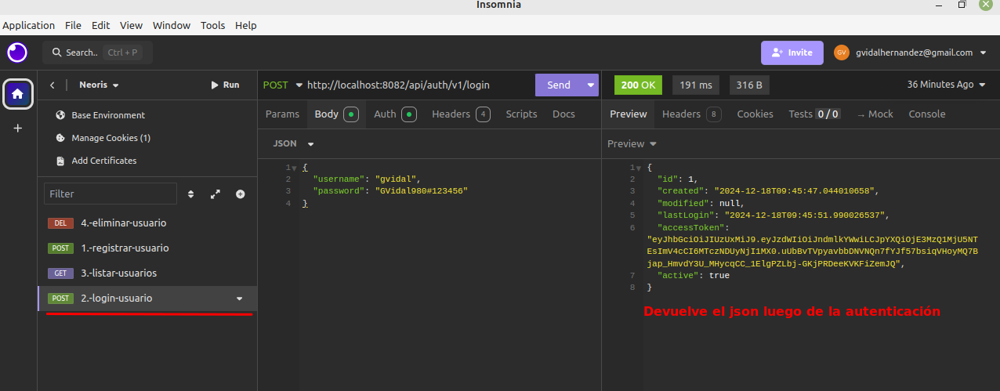 Insomnia
Application File Edit View Window Tools Help
Search.. Ctrl + P
Invite
GV gvidalhernandez@gmail.com
Neoris
Run
Base Environment
Manage Cookies (1)
Add Certificates
Filter
DEL 4.-eliminar-usuario
POST 1.-registrar-usuario
GET 3.-listar-usuarios
POST 2.-login-usuario
POST http://localhost:8082/api/auth/v1/login Send
Params Body Auth Headers 4 Scripts Docs
JSON
1 {
2 "username": "gvidal",
3 "password": "GVidal980#123456"
4 }
200 OK 191 ms 316 B 36 Minutes Ago
Preview Headers 8 Cookies Tests 0 / 0 → Mock Console
Preview
1 {
2 "id": 1,
3 "created": "2024-12-18T09:45:47.044010658",
4 "modified": null,
5 "lastLogin": "2024-12-18T09:45:51.990026537",
6 "accessToken":
"eyJhbGciOiJIUzUxMiJ9.eyJzdWIiOiJndmlkYWwiLCJpYXQiOjE3MzQ1MjU5NT
EsImV4cCI6MTczNDUyNjI1MX0.uUbBvTVpyavbbDNVNQn7fYJf57bsiqVHoyMQ7B
jap_HmvdY3U_MHycqCC_1ElgPZLbj-GKjPRDeeKVKFiZemJQ",
7 "active": true
8 }
Devuelve el json luego de la autenticación